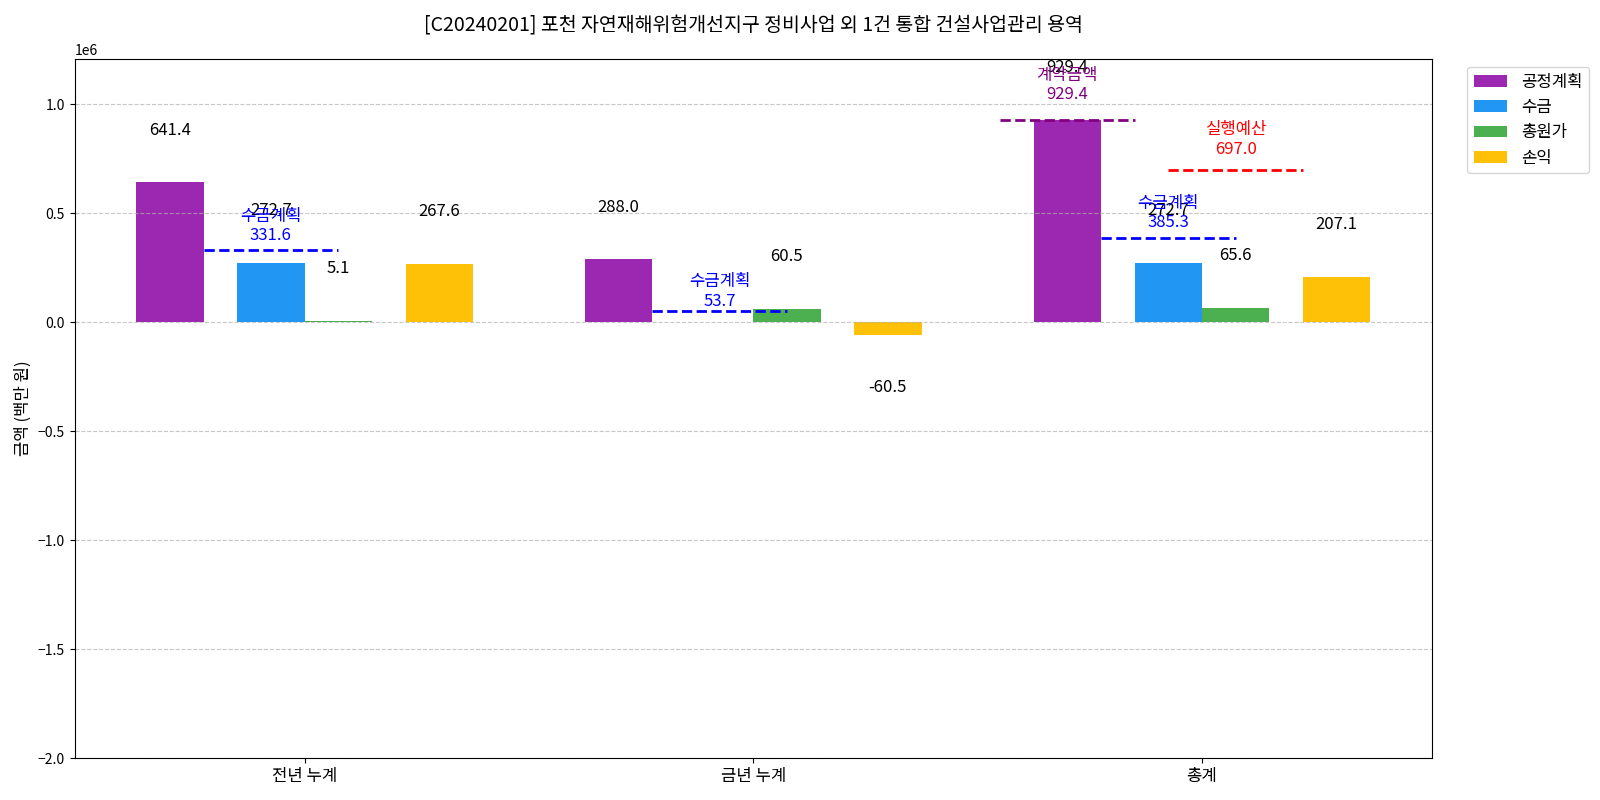 [C20240201] 포천 자연재해위험개선지구 정비사업 외 1건 통합 건설사업관리 용역
1e6
금액 (백만 원)
1.0
0.5
0.0
−0.5
−1.0
−1.5
−2.0
641.4
272.7
수금계획
331.6
5.1
267.6
288.0
수금계획
53.7
60.5
-60.5
929.4
계약금액
929.4
272.7
수금계획
385.3
실행예산
697.0
65.6
207.1
전년 누계
금년 누계
총계
공정계획
수금
총원가
손익